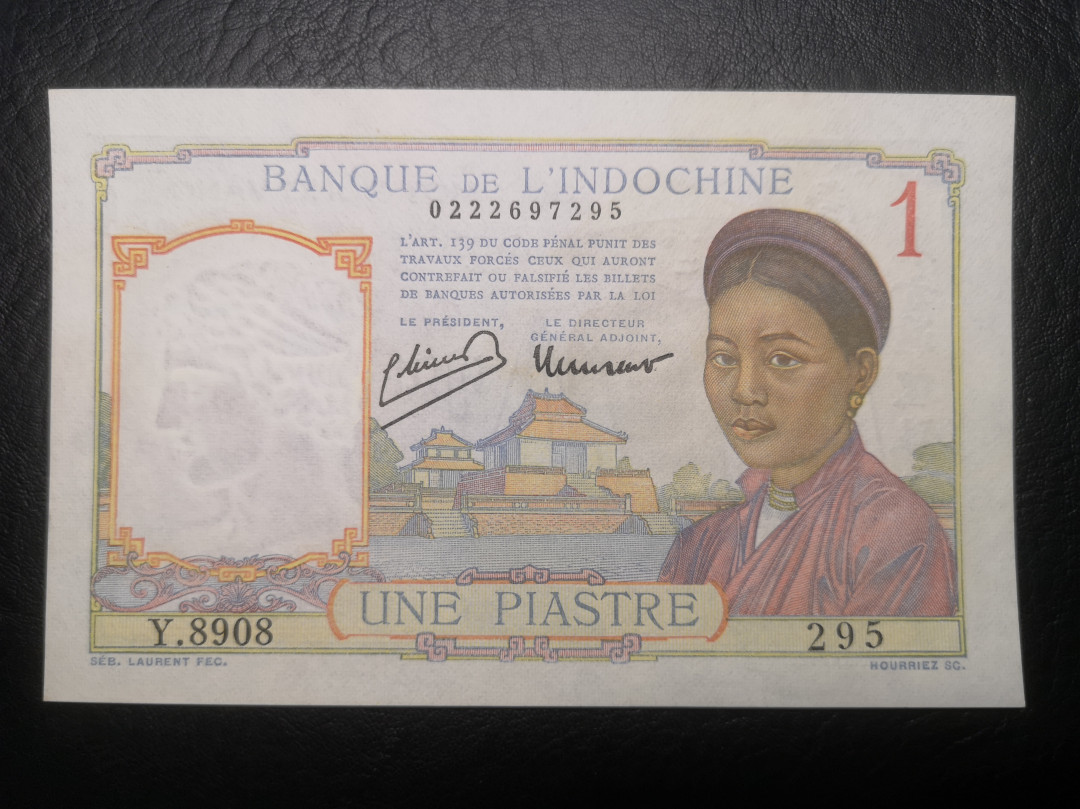 BANQUE DE L'INDOCHINE
0222697295
1
L'ART. 139 DU CODE PÉNAL PUNIT DES
TRAVAUX FORCÉS CEUX QUI AURONT
CONTREFAIT OU FALSIFIÉ LES BILLETS
DE BANQUES AUTORISÉES PAR LA LOI
LE PRÉSIDENT,
LE DIRECTEUR
GÉNÉRAL ADJOINT,
UNE PIASTRE
Y.8908
295
SÉB. LAURENT FEC.
HOURRIEZ SC.